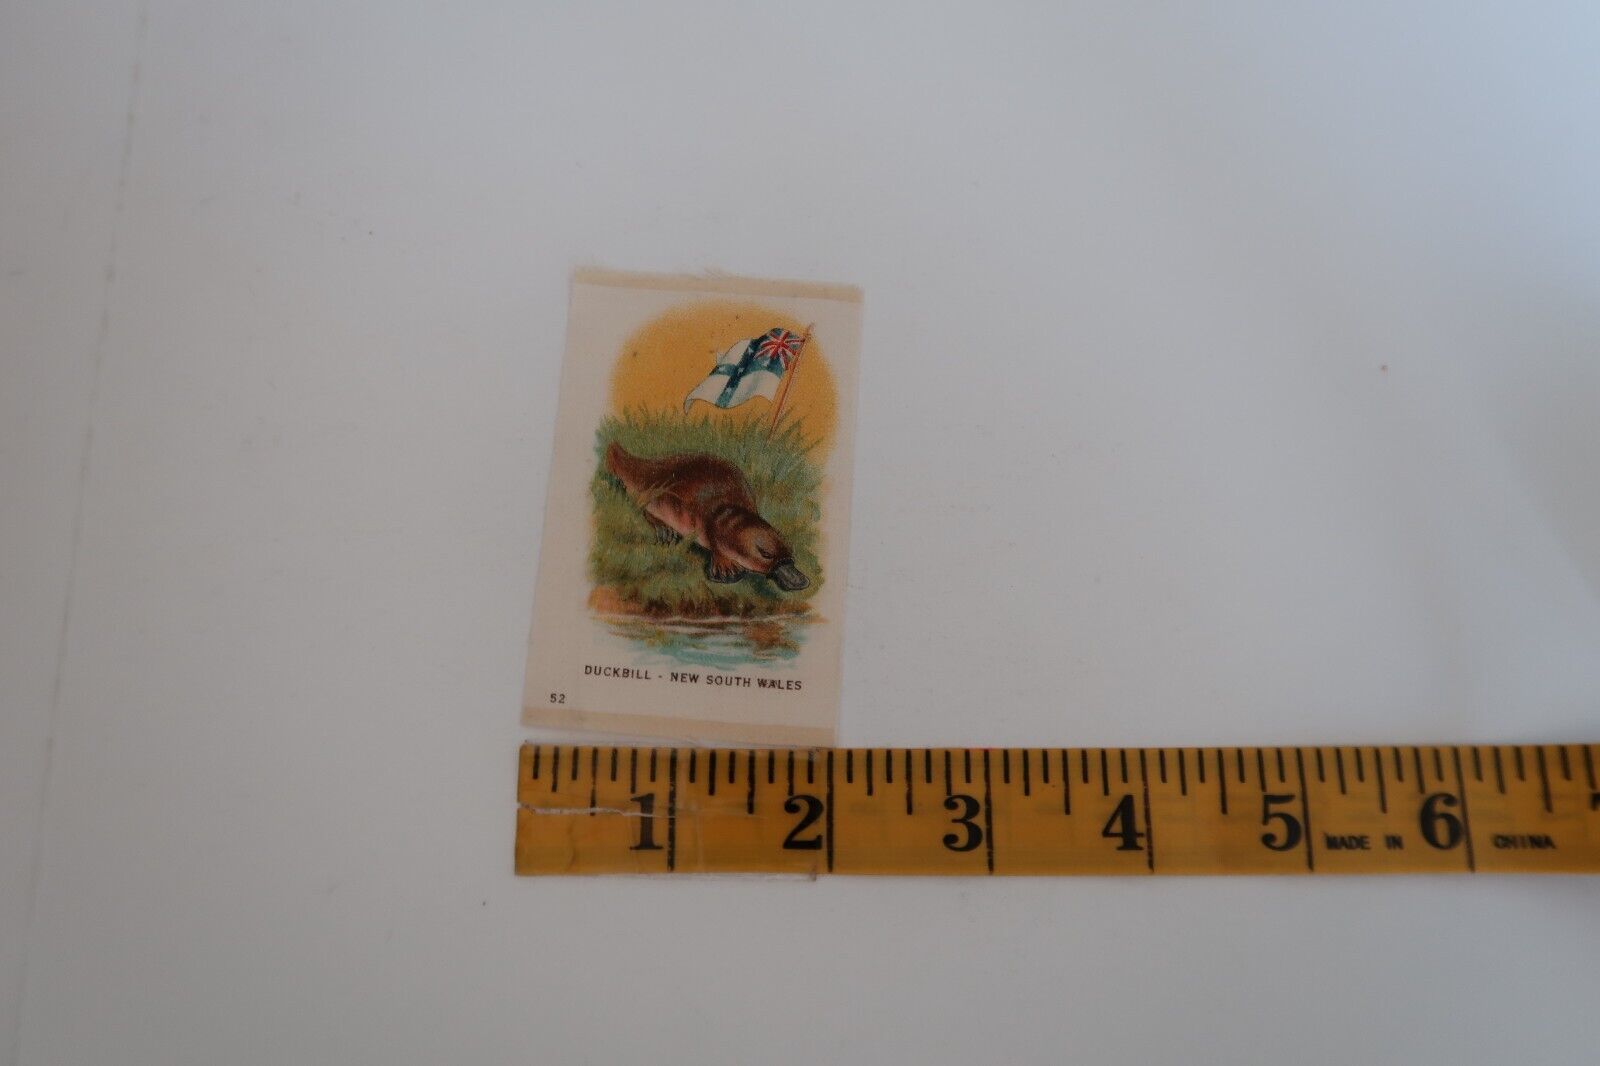 DUCKBILL - NEW SOUTH WALES
52
1 2 3 4 5 MADE IN 6 CHINA